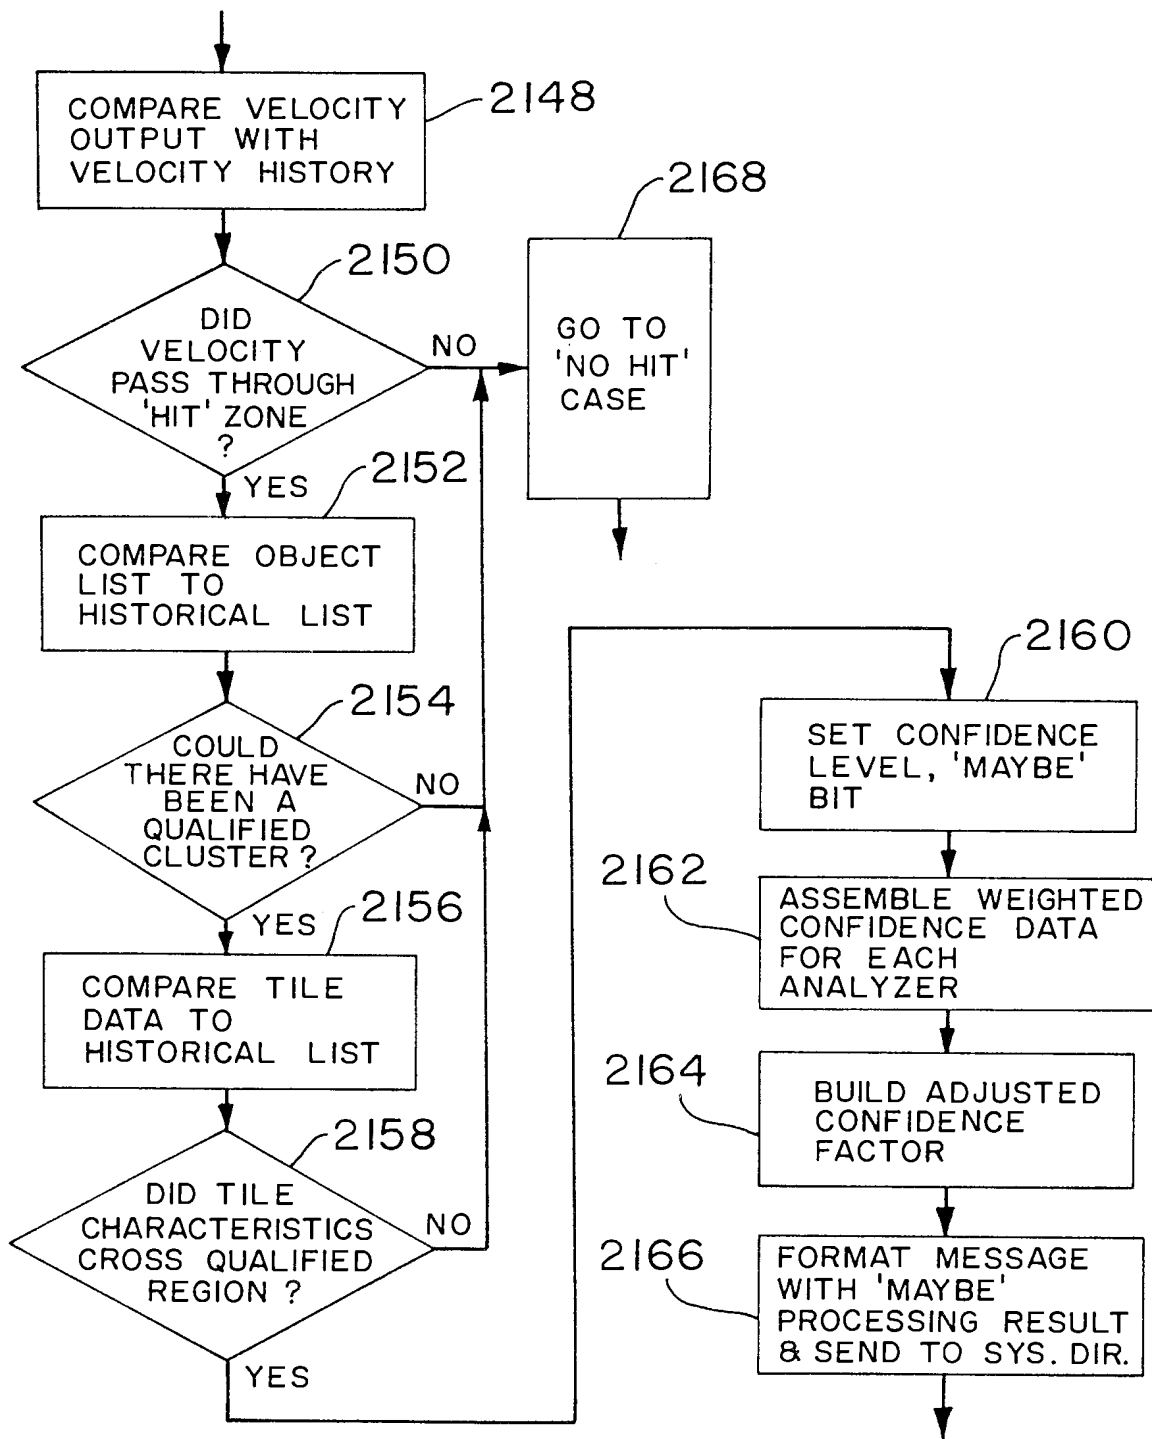 COMPARE VELOCITY
OUTPUT WITH
VELOCITY HISTORY
2148
DID
VELOCITY
PASS THROUGH
'HIT' ZONE
?
2150
NO
YES
GO TO
'NO HIT'
CASE
2168
COMPARE OBJECT
LIST TO
HISTORICAL LIST
2152
COULD
THERE HAVE
BEEN A
QUALIFIED
CLUSTER ?
2154
NO
YES
COMPARE TILE
DATA TO
HISTORICAL LIST
2156
DID TILE
CHARACTERISTICS
CROSS QUALIFIED
REGION ?
2158
NO
YES
SET CONFIDENCE
LEVEL, 'MAYBE'
BIT
2160
ASSEMBLE WEIGHTED
CONFIDENCE DATA
FOR EACH
ANALYZER
2162
BUILD ADJUSTED
CONFIDENCE
FACTOR
2164
FORMAT MESSAGE
WITH 'MAYBE'
PROCESSING RESULT
& SEND TO SYS. DIR.
2166